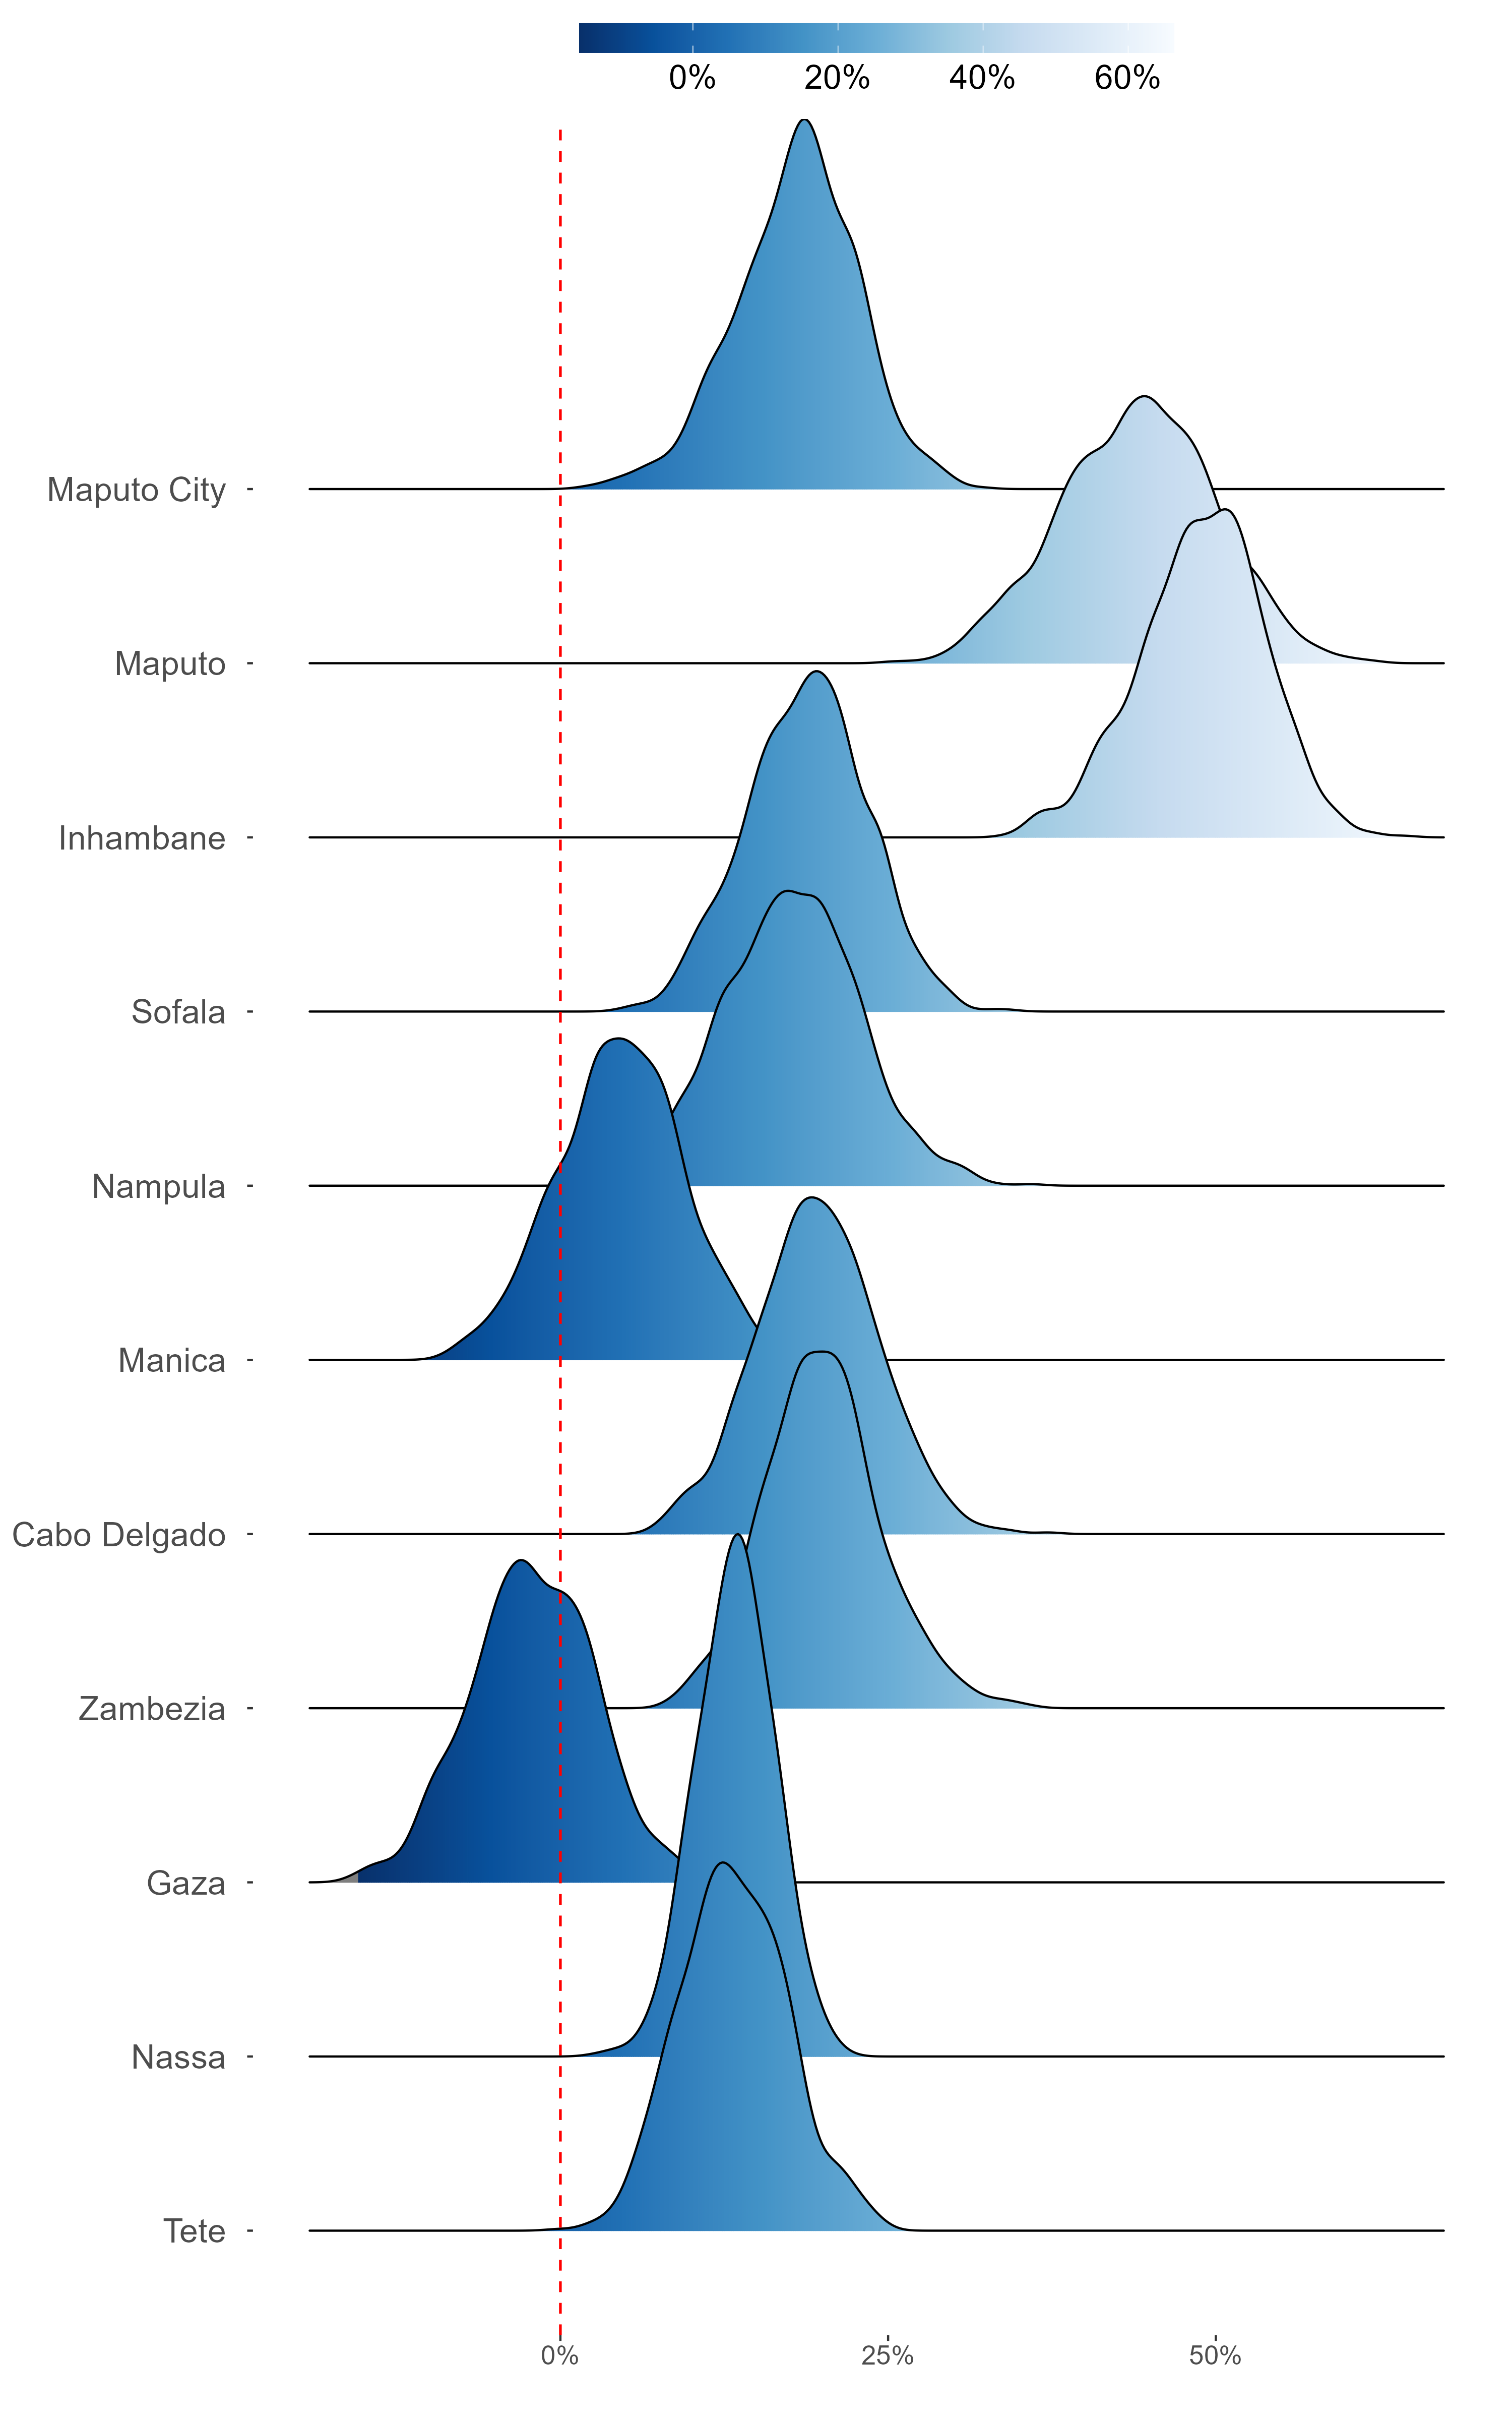 0% 20% 40% 60%
Maputo City
Maputo
Inhambane
Sofala
Nampula
Manica
Cabo Delgado
Zambezia
Gaza
Nassa
Tete
0% 25% 50%